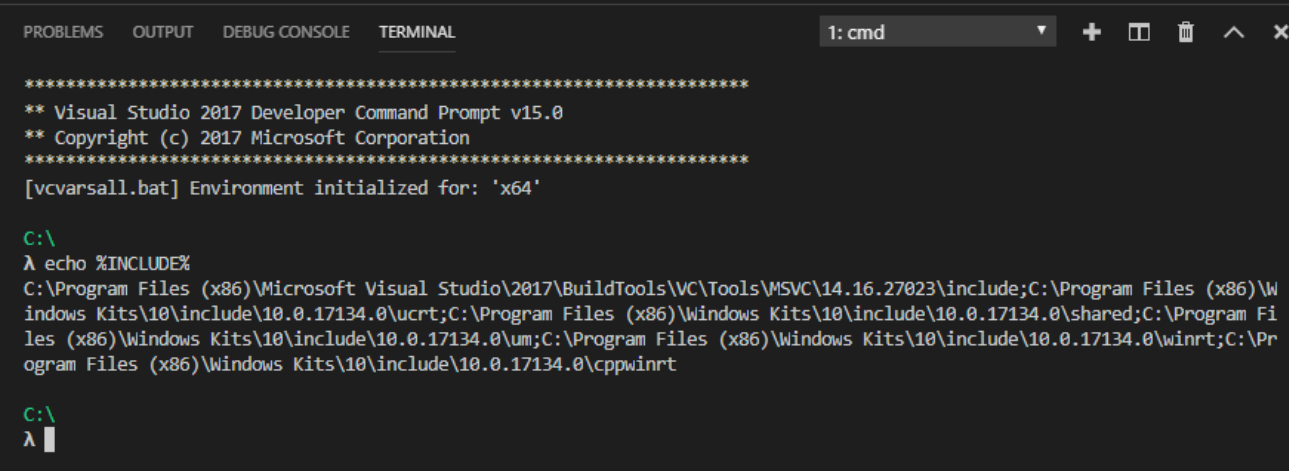 PROBLEMS OUTPUT DEBUG CONSOLE TERMINAL 1: cmd
*********************************************************************
** Visual Studio 2017 Developer Command Prompt v15.0
** Copyright (c) 2017 Microsoft Corporation
*********************************************************************
[vcvarsall.bat] Environment initialized for: 'x64'
C:\
λ echo %INCLUDE%
C:\Program Files (x86)\Microsoft Visual Studio\2017\BuildTools\VC\Tools\MSVC\14.16.27023\include;C:\Program Files (x86)\W
indows Kits\10\include\10.0.17134.0\ucrt;C:\Program Files (x86)\Windows Kits\10\include\10.0.17134.0\shared;C:\Program Fi
les (x86)\Windows Kits\10\include\10.0.17134.0\um;C:\Program Files (x86)\Windows Kits\10\include\10.0.17134.0\winrt;C:\Pr
ogram Files (x86)\Windows Kits\10\include\10.0.17134.0\cppwinrt
C:\
λ